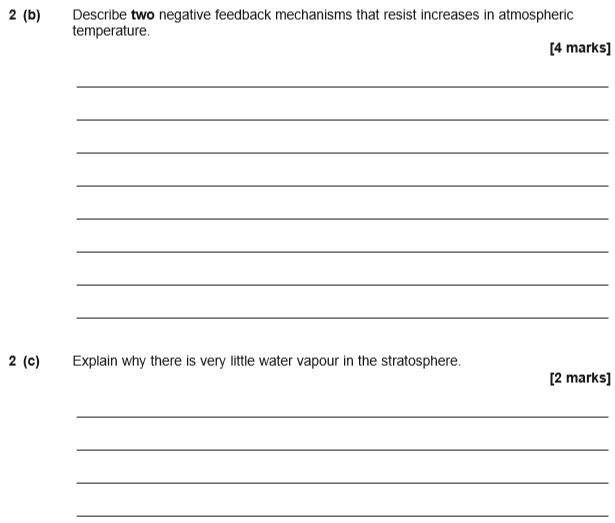 2 (b) Describe two negative feedback mechanisms that resist increases in atmospheric
temperature.
[4 marks]
2 (c) Explain why there is very little water vapour in the stratosphere.
[2 marks]